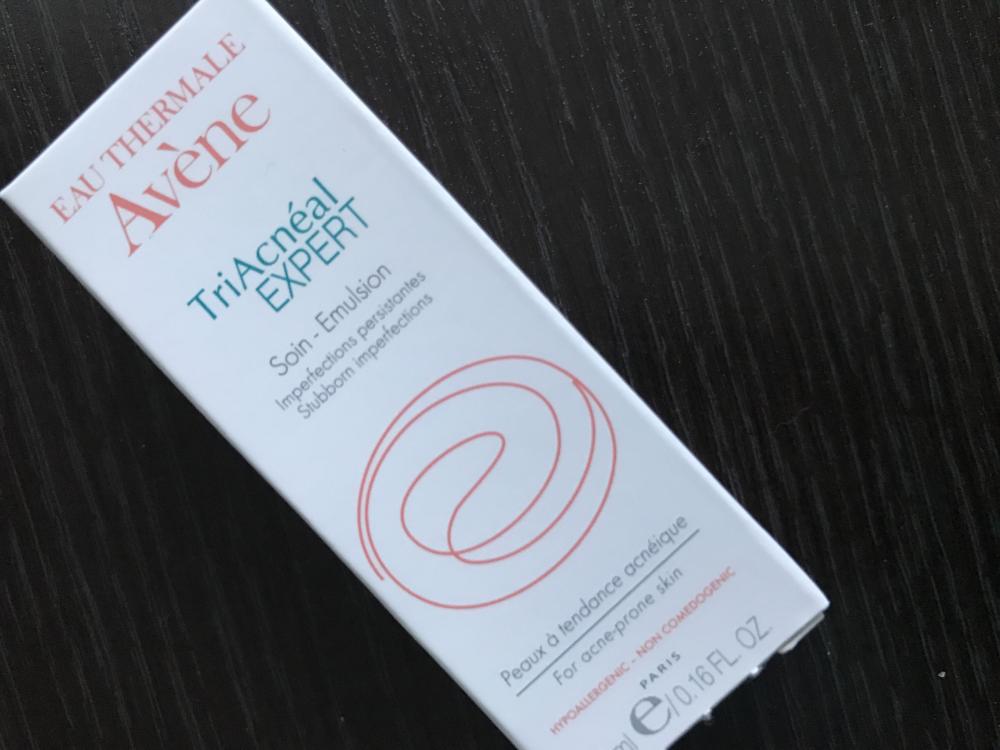 EAU THERMALE
Avène
TriAcnéal
EXPERT
Soin - Emulsion
Imperfections persistantes
Stubborn imperfections
Peaux à tendance acnéique
For acne-prone skin
HYPOALLERGENIC - NON COMEDOGENIC
PARIS
ml e/0.16 FL. OZ.